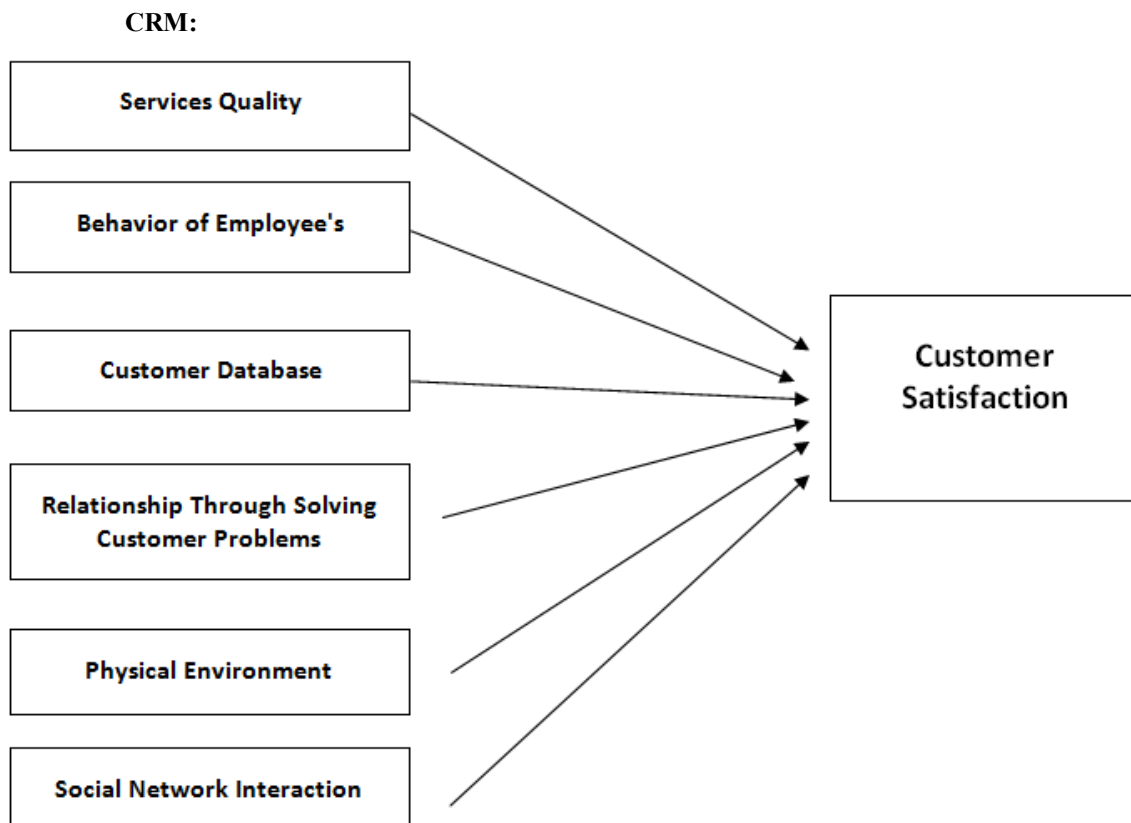 CRM:
Services Quality
Behavior of Employee's
Customer Database
Relationship Through Solving
Customer Problems
Physical Environment
Social Network Interaction
Customer
Satisfaction